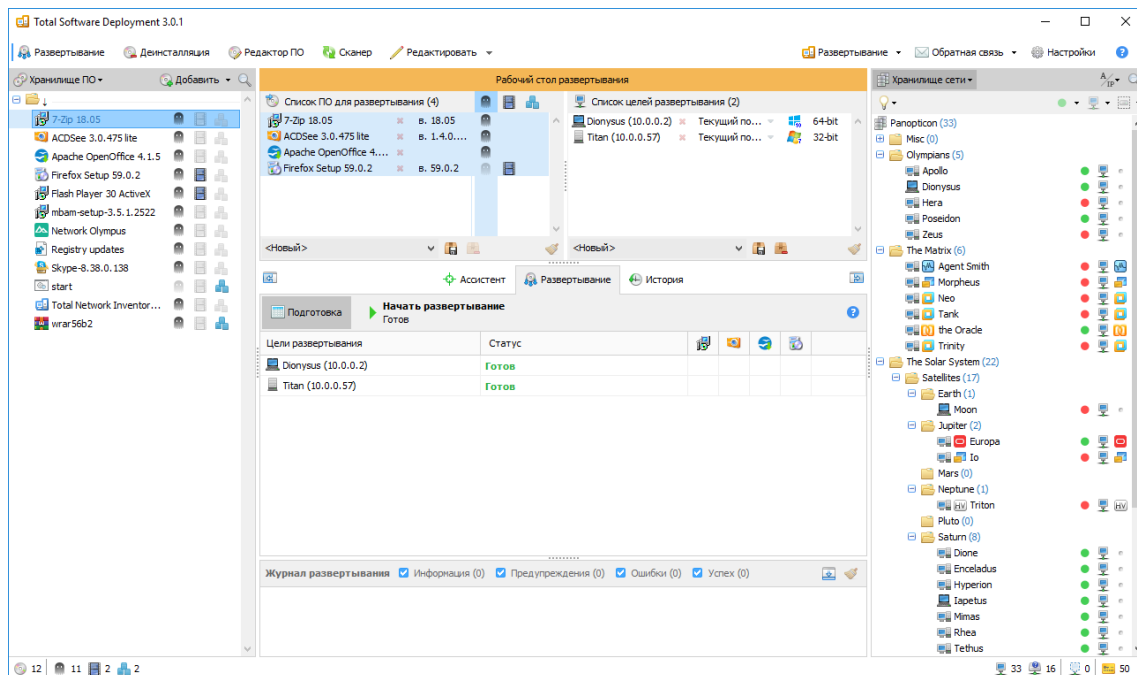 Total Software Deployment 3.0.1
Развертывание Деинсталляция Редактор ПО Сканер Редактировать Развертывание Обратная связь Настройки
Хранилище ПО Добавить
7-Zip 18.05
ACDSee 3.0.475 lite
Apache OpenOffice 4.1.5
Firefox Setup 59.0.2
Flash Player 30 ActiveX
mbam-setup-3.5.1.2522
Network Olympus
Registry updates
Skype-8.38.0.138
start
Total Network Inventor...
wrar56b2
Рабочий стол развертывания
Список ПО для развертывания (4)
7-Zip 18.05 в. 18.05
ACDSee 3.0.475 lite в. 1.4.0....
Apache OpenOffice 4....
Firefox Setup 59.0.2 в. 59.0.2
<Новый>
Список целей развертывания (2)
Dionysus (10.0.0.2) Текущий по... 64-bit
Titan (10.0.0.57) Текущий по... 32-bit
<Новый>
Ассистент Развертывание История
Подготовка
Начать развертывание
Готов
Цели развертывания Статус
Dionysus (10.0.0.2) Готов
Titan (10.0.0.57) Готов
Журнал развертывания Информация (0) Предупреждения (0) Ошибки (0) Успех (0)
Хранилище сети A/IP
Panopticon (33)
Misc (0)
Olympians (5)
Apollo
Dionysus
Hera
Poseidon
Zeus
The Matrix (6)
Agent Smith
Morpheus
Neo
Tank
the Oracle
Trinity
The Solar System (22)
Satellites (17)
Earth (1)
Moon
Jupiter (2)
Europa
Io
Mars (0)
Neptune (1)
HV Triton HV
Pluto (0)
Saturn (8)
Dione
Enceladus
Hyperion
Iapetus
Mimas
Rhea
Tethus
12 11 2 2
33 16 0 50